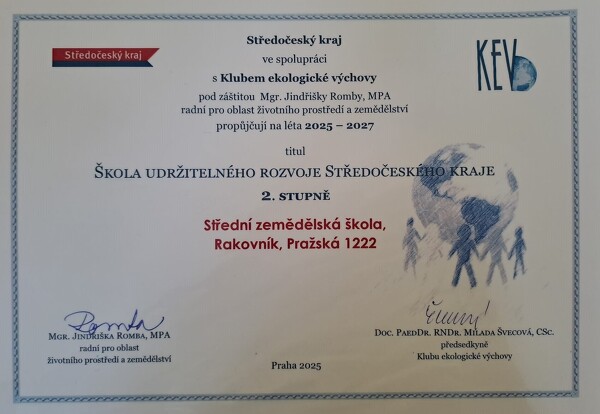 Středočeský kraj
Středočeský kraj
ve spolupráci
s Klubem ekologické výchovy
KEV
pod záštitou Mgr. Jindřišky Romby, MPA
radní pro oblast životního prostředí a zemědělství
propůjčují na léta 2025 – 2027
titul
ŠKOLA UDRŽITELNÉHO ROZVOJE STŘEDOČESKÉHO KRAJE
2. STUPNĚ
Střední zemědělská škola,
Rakovník, Pražská 1222
Romba
MGR. JINDŘIŠKA ROMBA, MPA
radní pro oblast
životního prostředí a zemědělství
DOC. PAEDDR. RNDR. MILADA ŠVECOVÁ, CSC.
předsedkyně
Klubu ekologické výchovy
Praha 2025